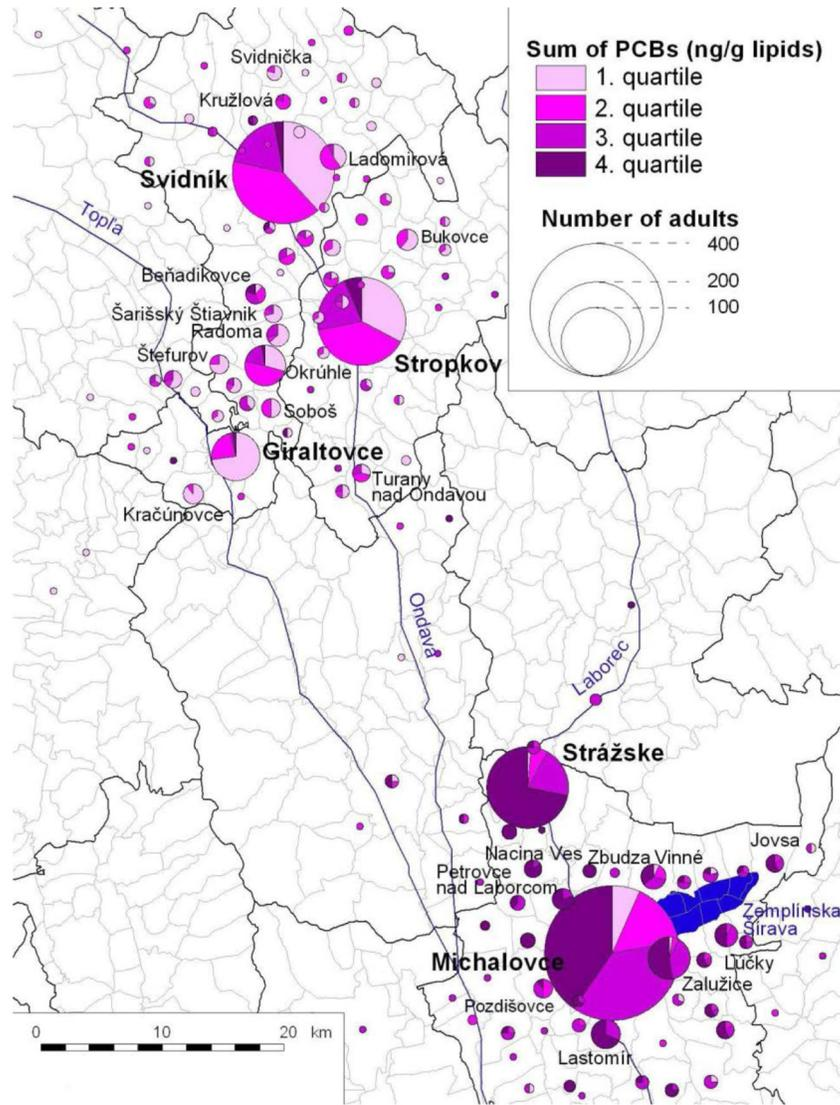 Sum of PCBs (ng/g lipids)
1. quartile
2. quartile
3. quartile
4. quartile
Number of adults
400
200
100
Svidnička
Kružlová
Ladomirová
Svidník
Topľa
Bukovce
Beňadikovce
Šarišský Štiavnik
Radoma
Štefurov
Okrúhle
Stropkov
Soboš
Giraltovce
Turany
nad Ondavou
Kračúnovce
Ondava
Laborec
Strážske
Nacina Ves
Zbudza
Vinné
Jovsa
Petrovce
nad Laborcom
Zemplínska
Šírava
Michalovce
Lúčky
Zalužice
Pozdišovce
Lastomír
0 10 20 km